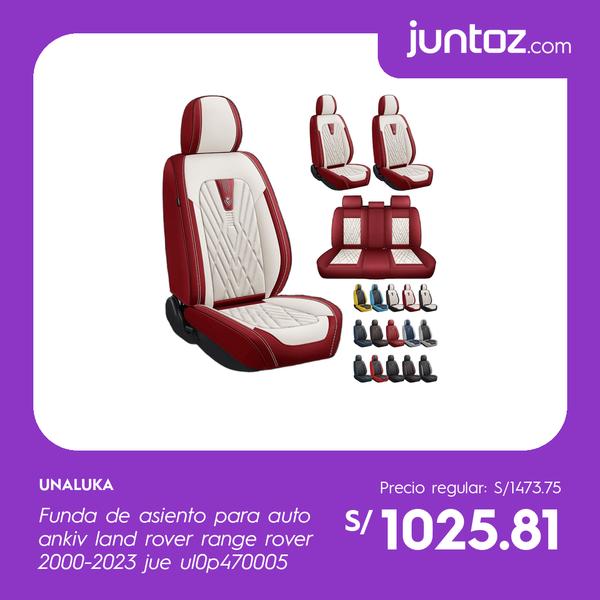 juntoz.com
UNALUKA
Funda de asiento para auto
ankiv land rover range rover
2000-2023 jue ul0p470005
Precio regular: S/1473.75
S/ 1025.81